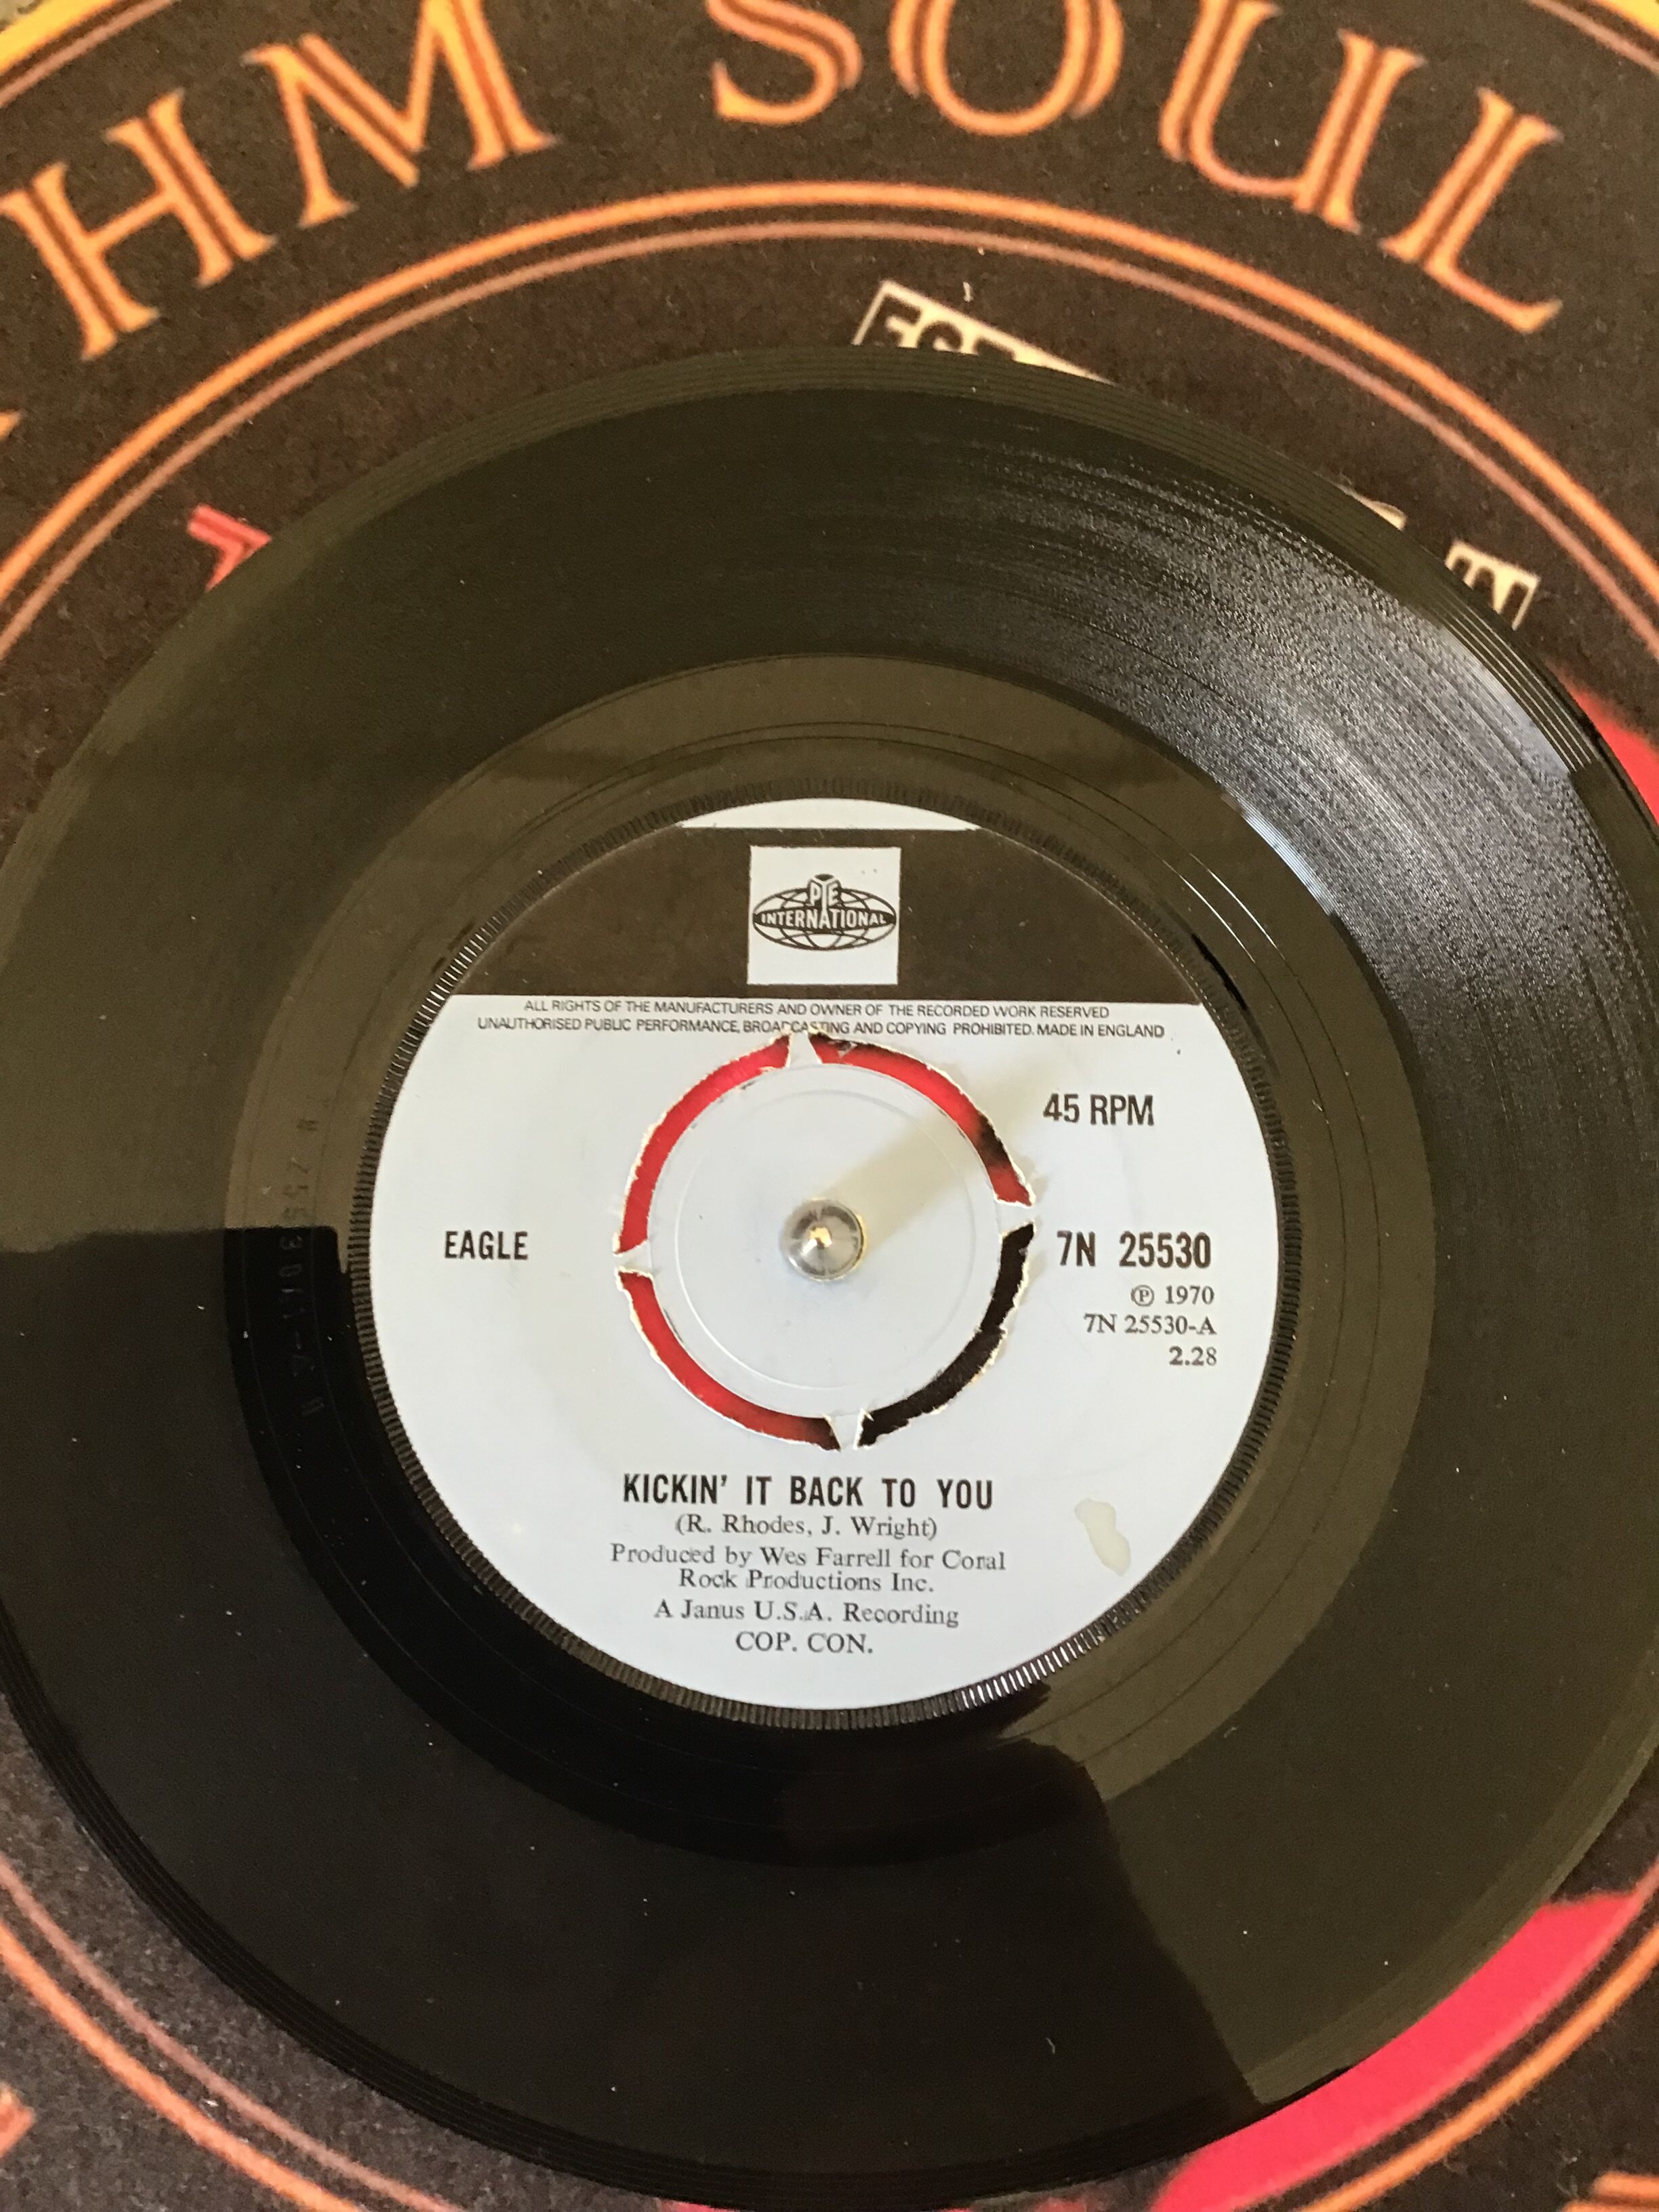 HM SOUL
EST
PYE
INTERNATIONAL
ALL RIGHTS OF THE MANUFACTURERS AND OWNER OF THE RECORDED WORK RESERVED
UNAUTHORISED PUBLIC PERFORMANCE, BROADCASTING AND COPYING PROHIBITED. MADE IN ENGLAND
45 RPM
EAGLE
7N 25530
℗ 1970
7N 25530-A
2.28
KICKIN' IT BACK TO YOU
(R. Rhodes, J. Wright)
Produced by Wes Farrell for Coral
Rock Productions Inc.
A Janus U.S.A. Recording
COP. CON.